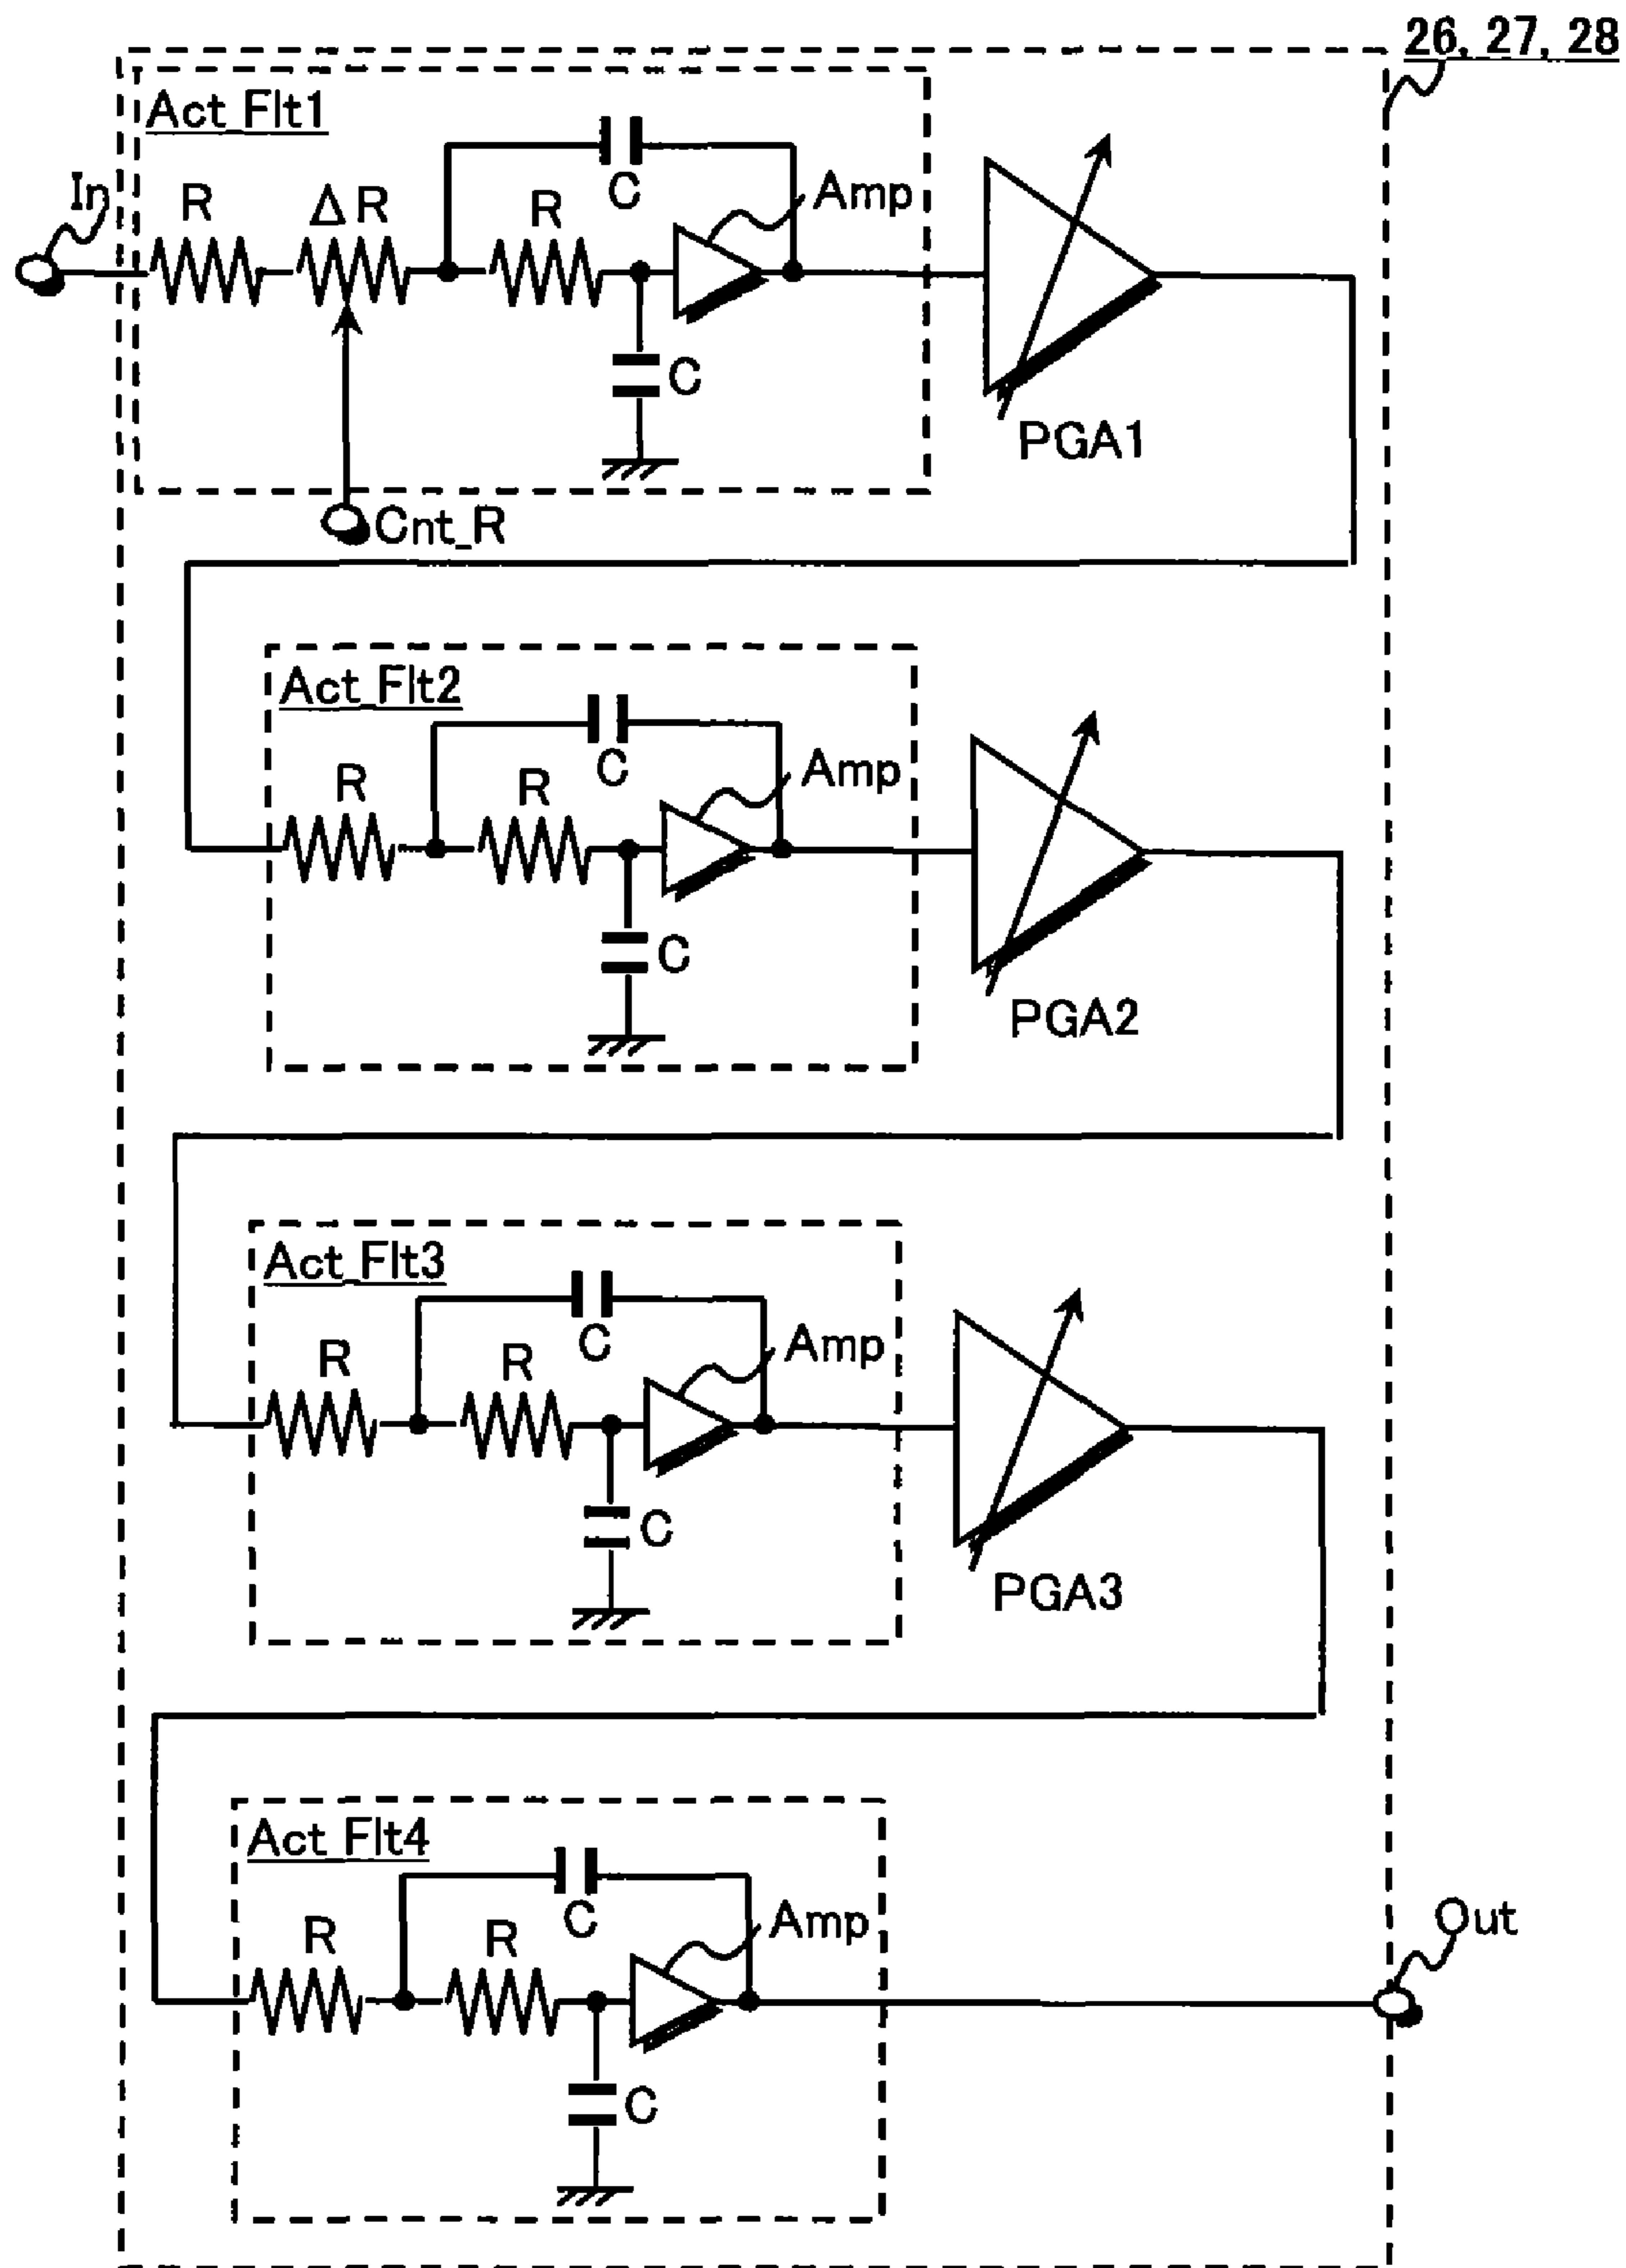 26, 27, 28
Act_Flt1
In
R
ΔR
R
C
Amp
C
PGA1
Cnt_R
Act_Flt2
R
R
C
Amp
C
PGA2
Act_Flt3
R
R
C
Amp
C
PGA3
Act_Flt4
R
R
C
Amp
C
Out